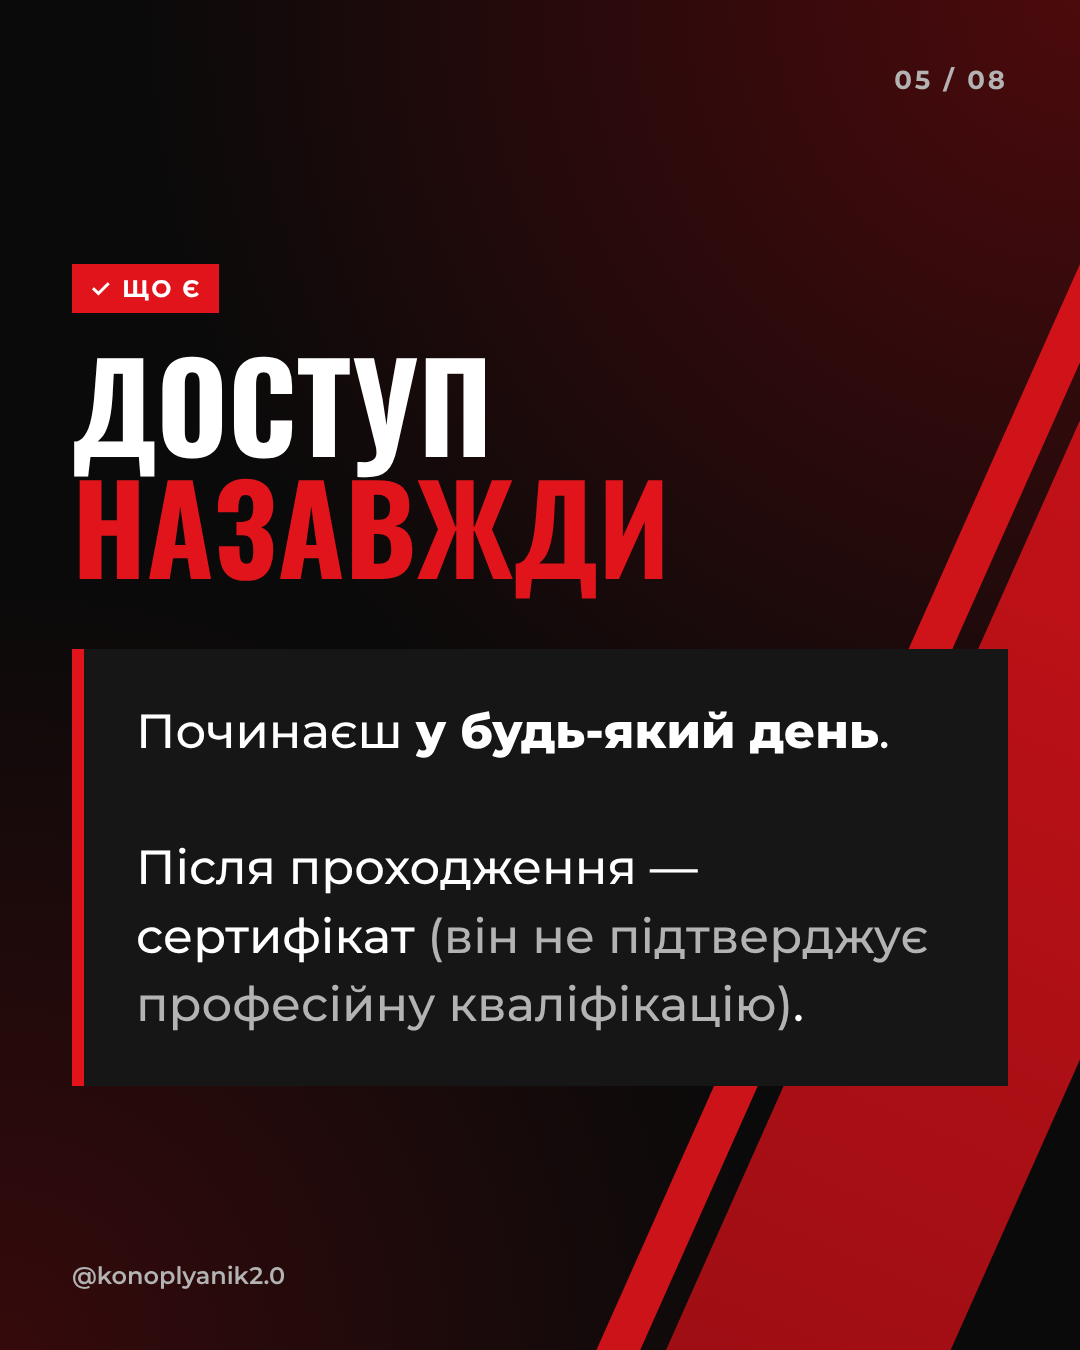 05 / 08
✓ ЩО Є
ДОСТУП
НАЗАВЖДИ
Починаєш у будь-який день.
Після проходження —
сертифікат (він не підтверджує
професійну кваліфікацію).
@konoplyanik2.0